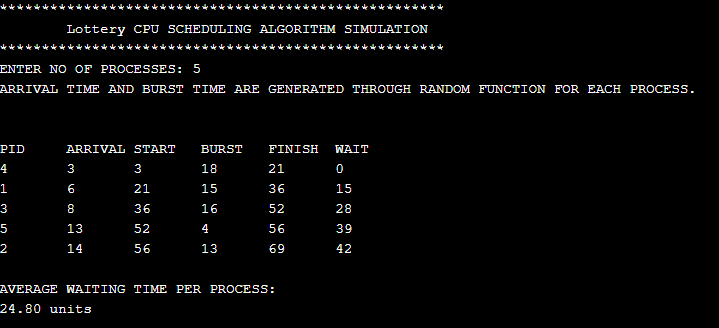 *****************************************************
Lottery CPU SCHEDULING ALGORITHM SIMULATION
*****************************************************
ENTER NO OF PROCESSES: 5
ARRIVAL TIME AND BURST TIME ARE GENERATED THROUGH RANDOM FUNCTION FOR EACH PROCESS.
PID ARRIVAL START BURST FINISH WAIT
4 3 3 18 21 0
1 6 21 15 36 15
3 8 36 16 52 28
5 13 52 4 56 39
2 14 56 13 69 42
AVERAGE WAITING TIME PER PROCESS:
24.80 units